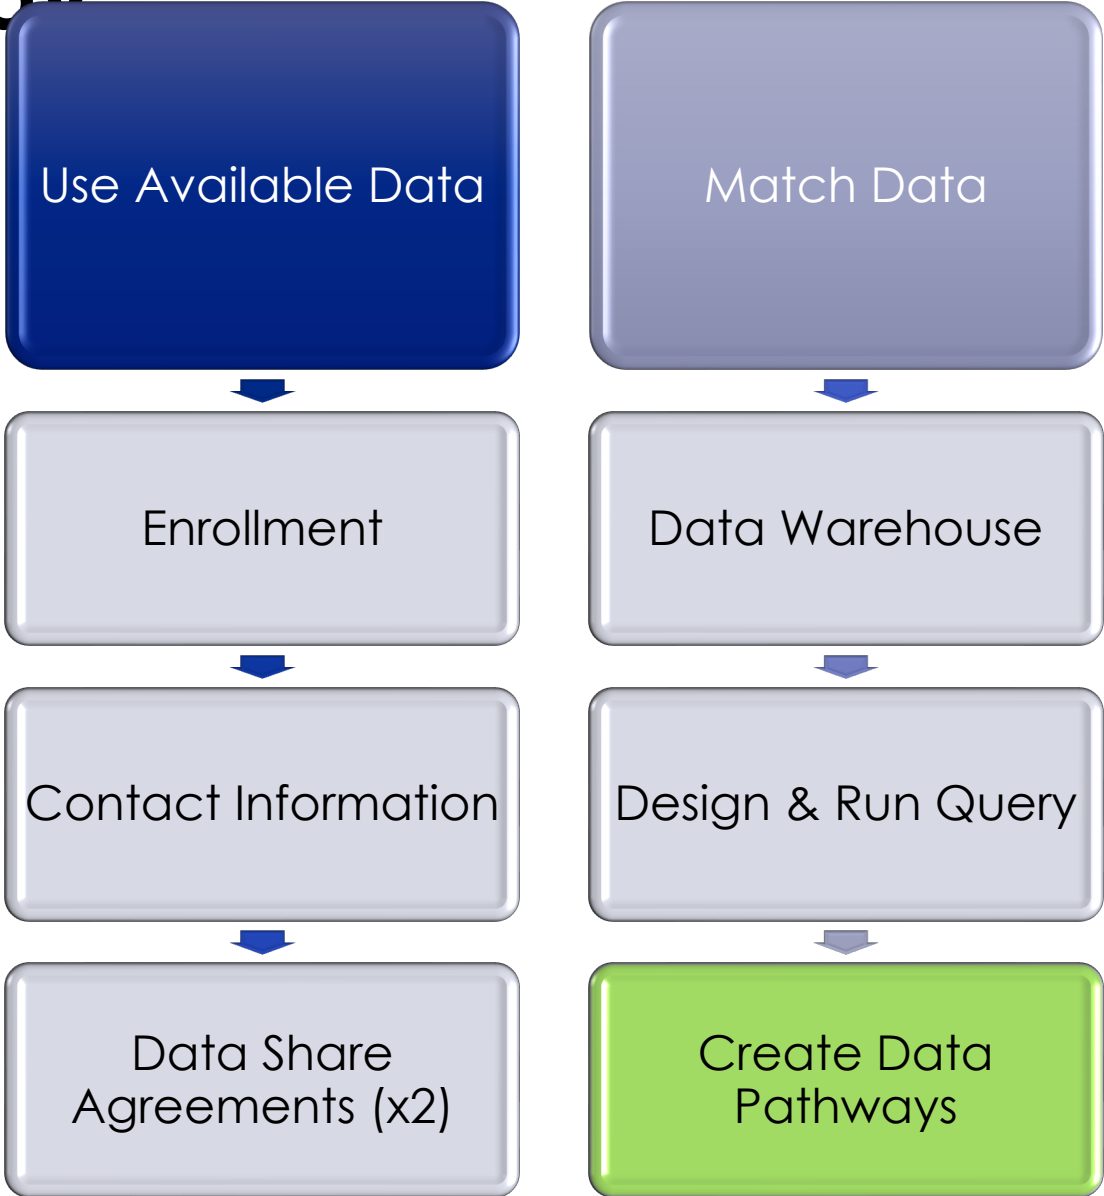 Use Available Data
Enrollment
Contact Information
Data Share
Agreements (x2)
Match Data
Data Warehouse
Design & Run Query
Create Data
Pathways